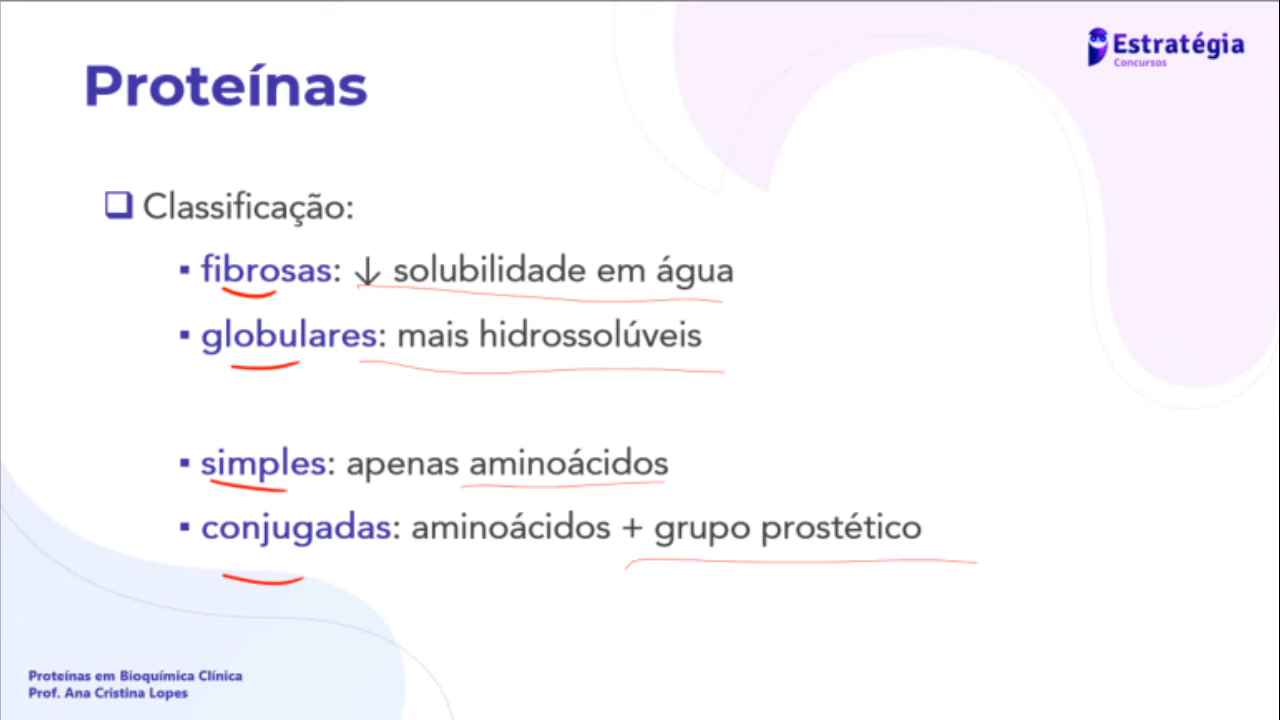 Estratégia
Concursos
Proteínas
❑ Classificação:
▪ fibrosas: ↓ solubilidade em água
▪ globulares: mais hidrossolúveis
▪ simples: apenas aminoácidos
▪ conjugadas: aminoácidos + grupo prostético
Proteínas em Bioquímica Clínica
Prof. Ana Cristina Lopes